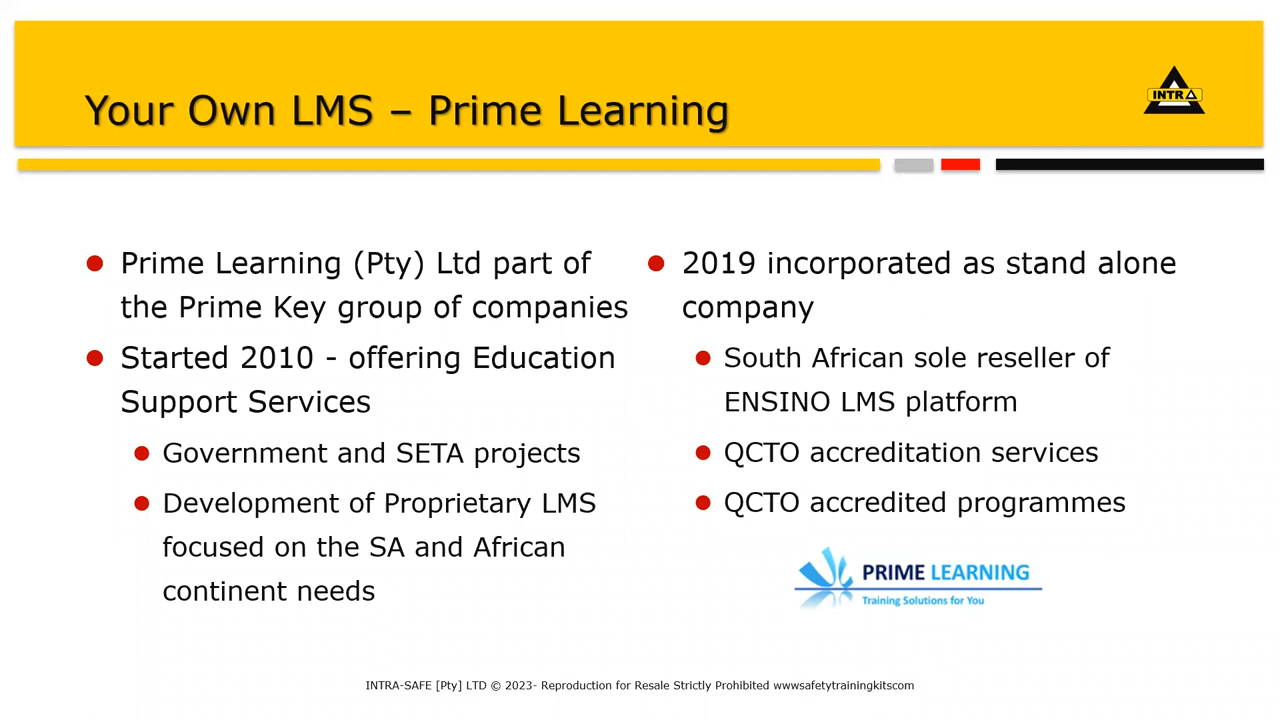 Your Own LMS – Prime Learning
INTRA
Prime Learning (Pty) Ltd part of
the Prime Key group of companies
Started 2010 - offering Education
Support Services
Government and SETA projects
Development of Proprietary LMS
focused on the SA and African
continent needs
2019 incorporated as stand alone
company
South African sole reseller of
ENSINO LMS platform
QCTO accreditation services
QCTO accredited programmes
PRIME LEARNING
Training Solutions for You
INTRA-SAFE [Pty] LTD © 2023- Reproduction for Resale Strictly Prohibited wwwsafetytrainingkitscom